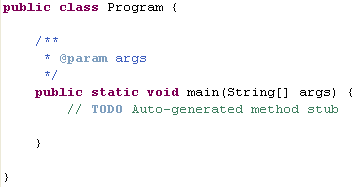 public class Program {
/**
* @param args
*/
public static void main(String[] args) {
// TODO Auto-generated method stub
}
}